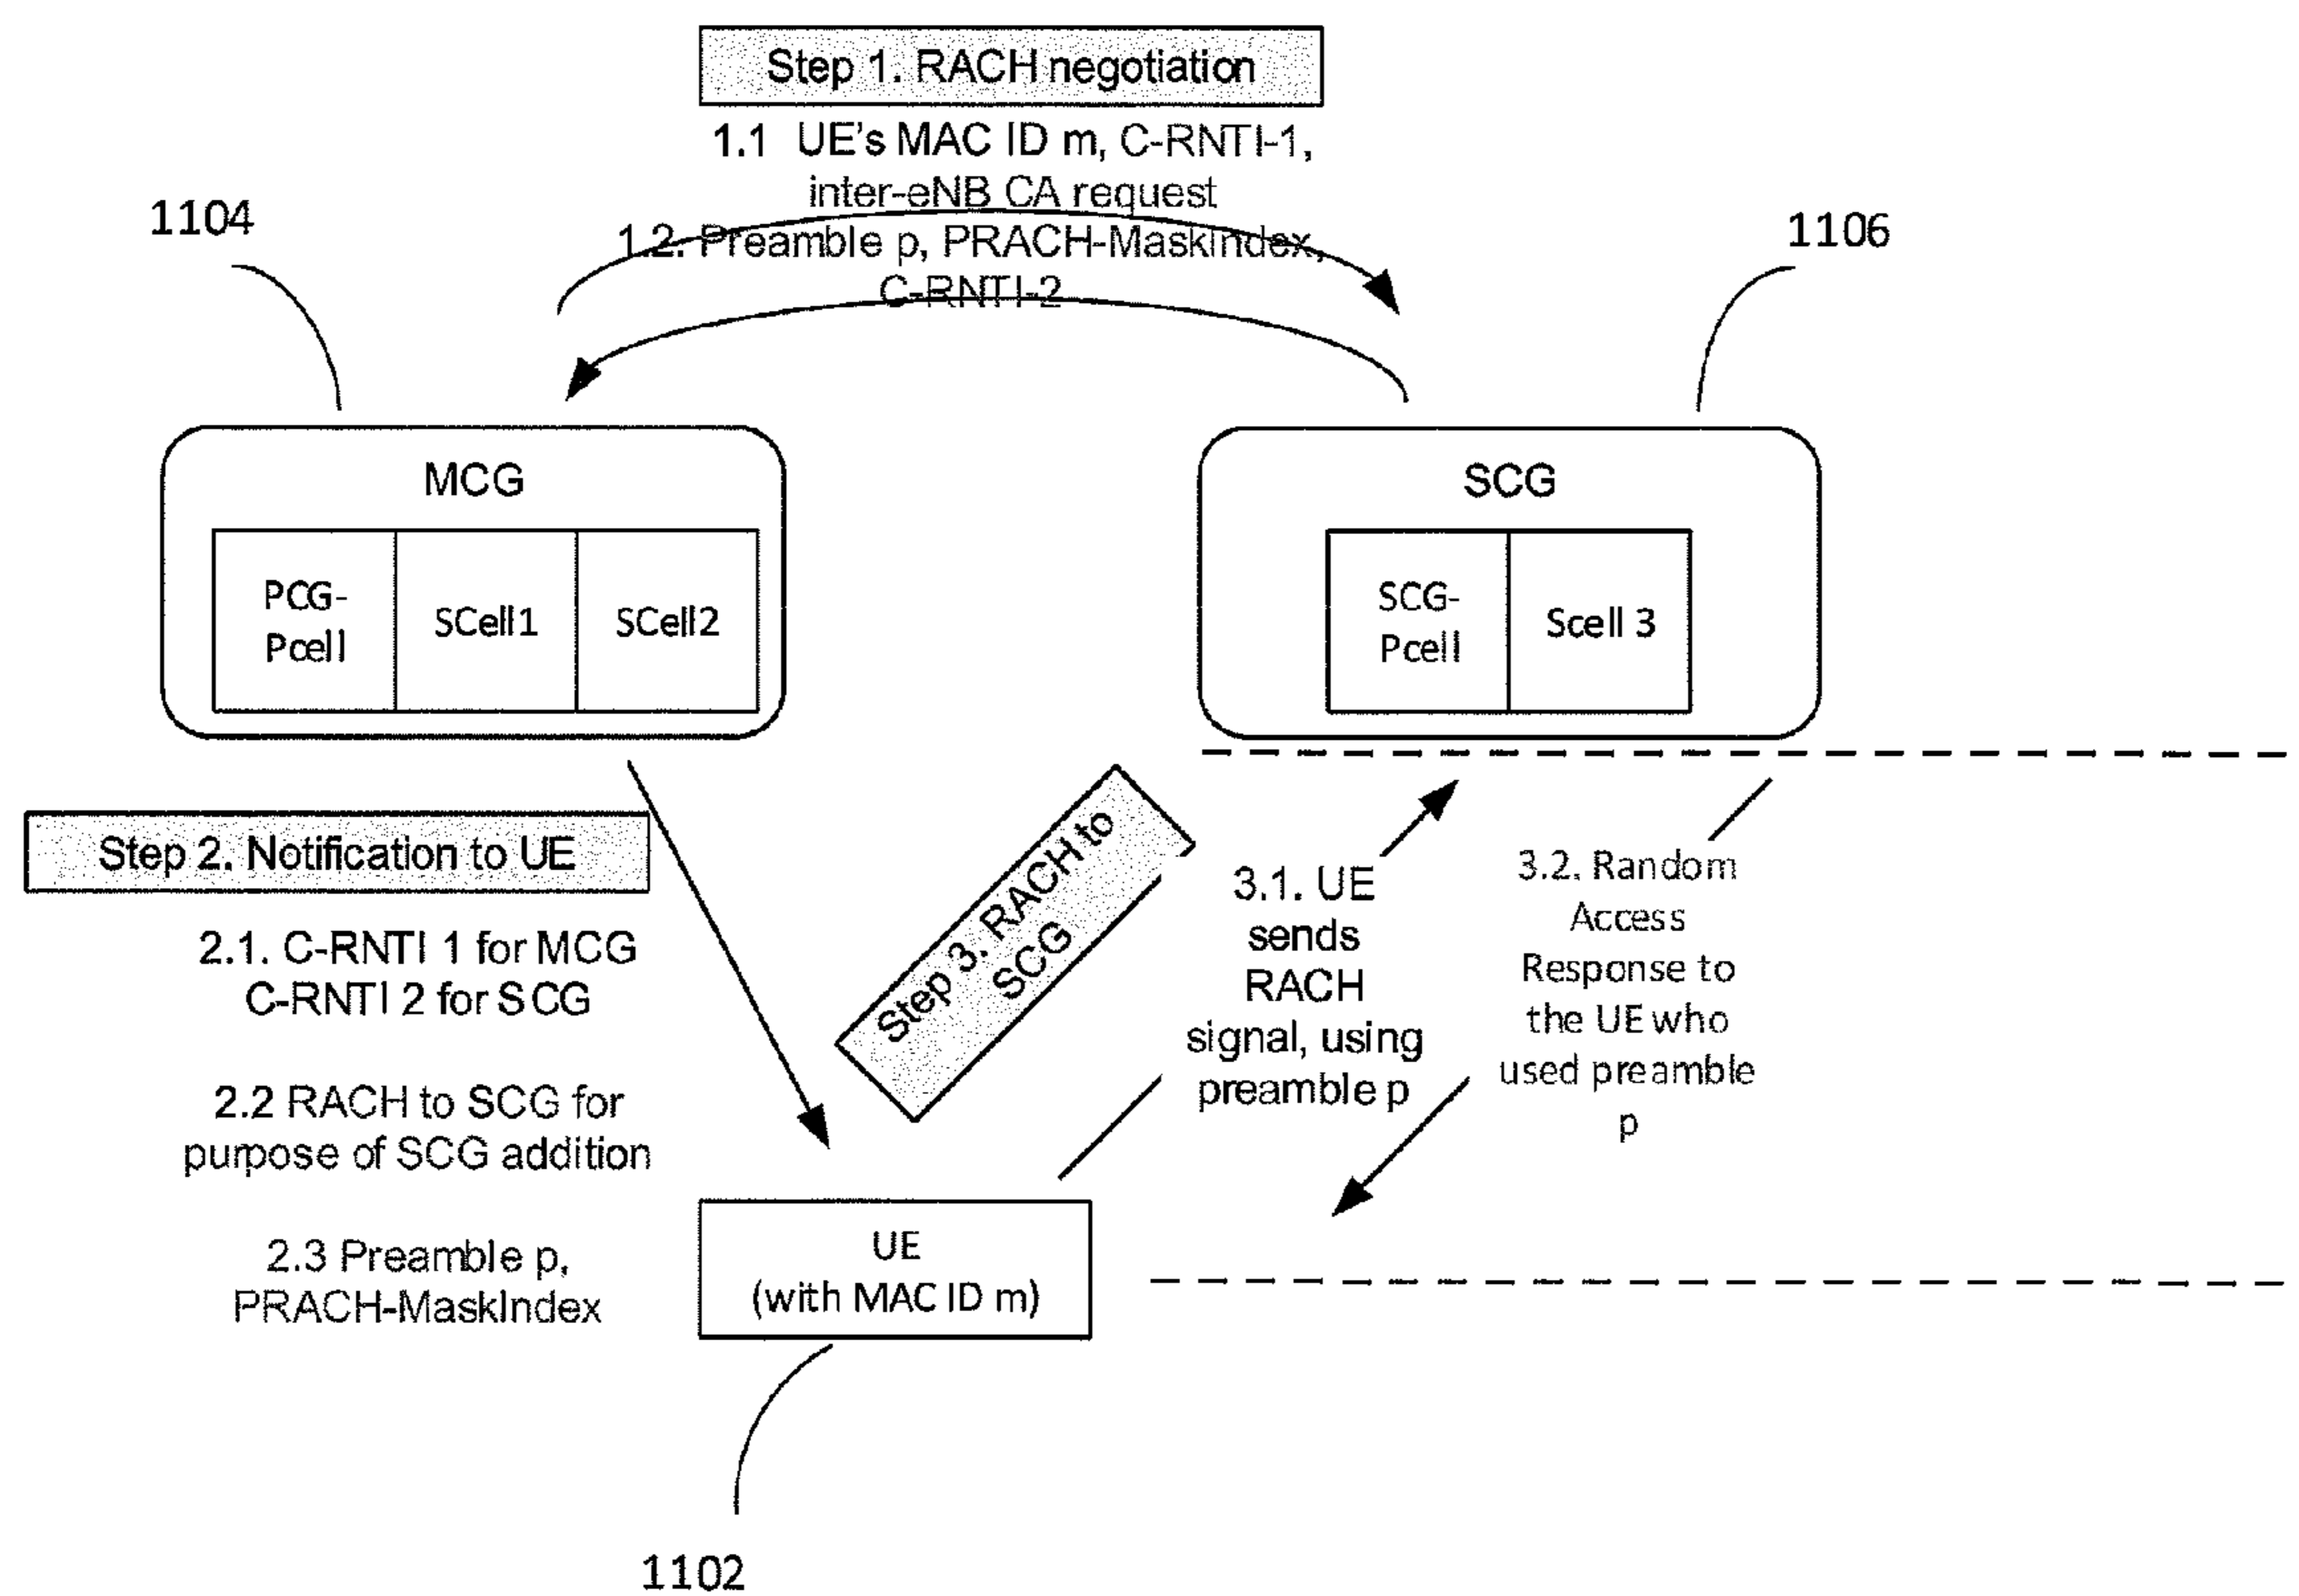 Step 1. RACH negotiation
1.1 UE's MAC ID m, C-RNTI-1,
inter-eNB CA request
1.2. Preamble p, PRACH-MaskIndex,
C-RNTI-2
1104
1106
MCG
PCG-
Pcell
SCell1
SCell2
SCG
SCG-
Pcell
Scell 3
Step 2. Notification to UE
2.1. C-RNTI 1 for MCG
C-RNTI 2 for SCG
2.2 RACH to SCG for
purpose of SCG addition
2.3 Preamble p,
PRACH-MaskIndex
Step 3. RACH to
SCG
3.1. UE
sends
RACH
signal, using
preamble p
3.2. Random
Access
Response to
the UE who
used preamble
p
UE
(with MAC ID m)
1102